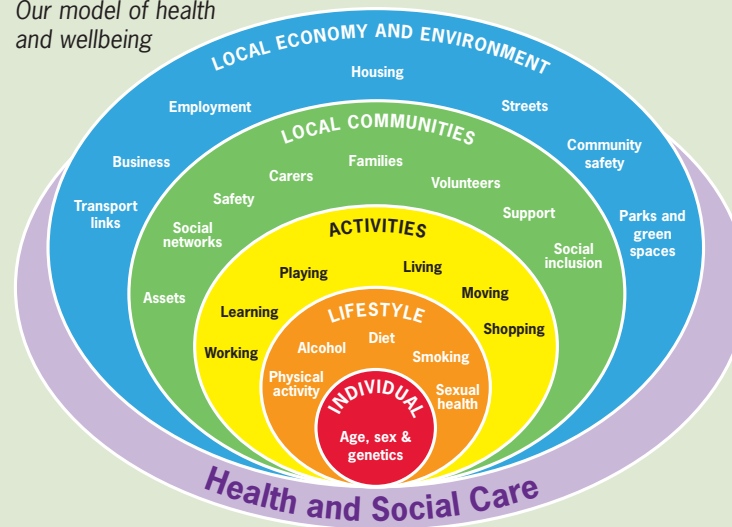 Our model of health
and wellbeing
LOCAL ECONOMY AND ENVIRONMENT
Housing
Employment
Streets
Business
Community
safety
Transport
links
Parks and
green
spaces
LOCAL COMMUNITIES
Families
Carers
Volunteers
Safety
Support
Social
networks
Social
inclusion
Assets
ACTIVITIES
Living
Playing
Moving
Learning
Shopping
Working
LIFESTYLE
Diet
Alcohol
Smoking
Physical
activity
Sexual
health
INDIVIDUAL
Age, sex &
genetics
Health and Social Care